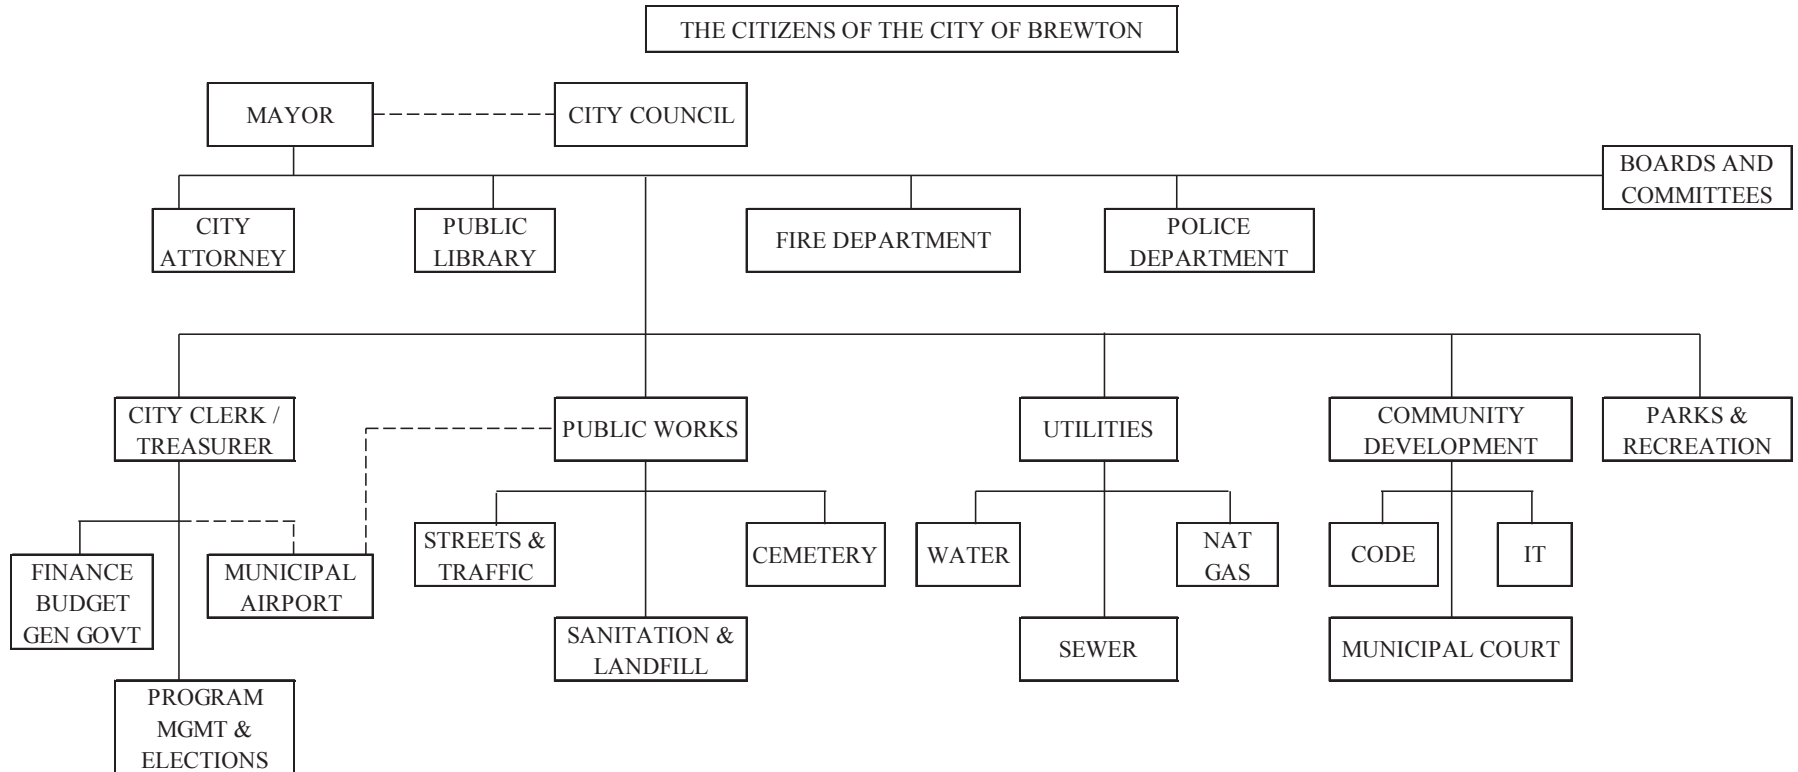 THE CITIZENS OF THE CITY OF BREWTON
MAYOR
CITY COUNCIL
BOARDS AND
COMMITTEES
CITY
ATTORNEY
PUBLIC
LIBRARY
FIRE DEPARTMENT
POLICE
DEPARTMENT
CITY CLERK /
TREASURER
PUBLIC WORKS
UTILITIES
COMMUNITY
DEVELOPMENT
PARKS &
RECREATION
FINANCE
BUDGET
GEN GOVT
MUNICIPAL
AIRPORT
STREETS &
TRAFFIC
CEMETERY
WATER
NAT
GAS
CODE
IT
SANITATION &
LANDFILL
SEWER
MUNICIPAL COURT
PROGRAM
MGMT &
ELECTIONS